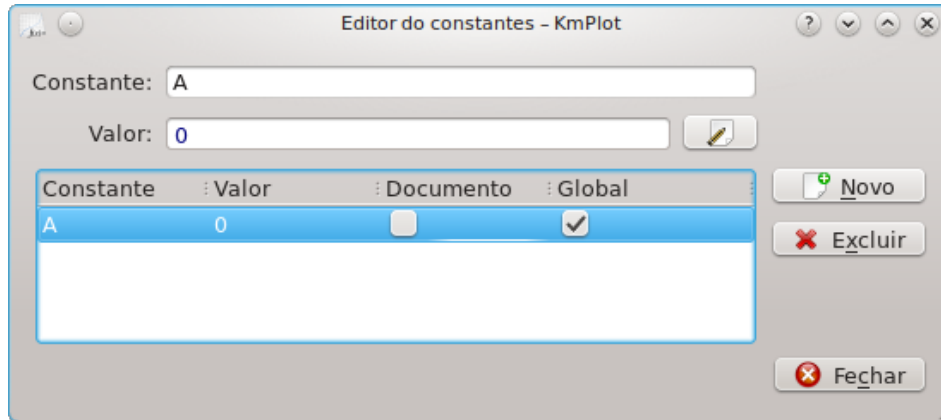 Editor do constantes – KmPlot
Constante: A
Valor: 0
Constante Valor Documento Global
A 0
Novo
Excluir
Fechar